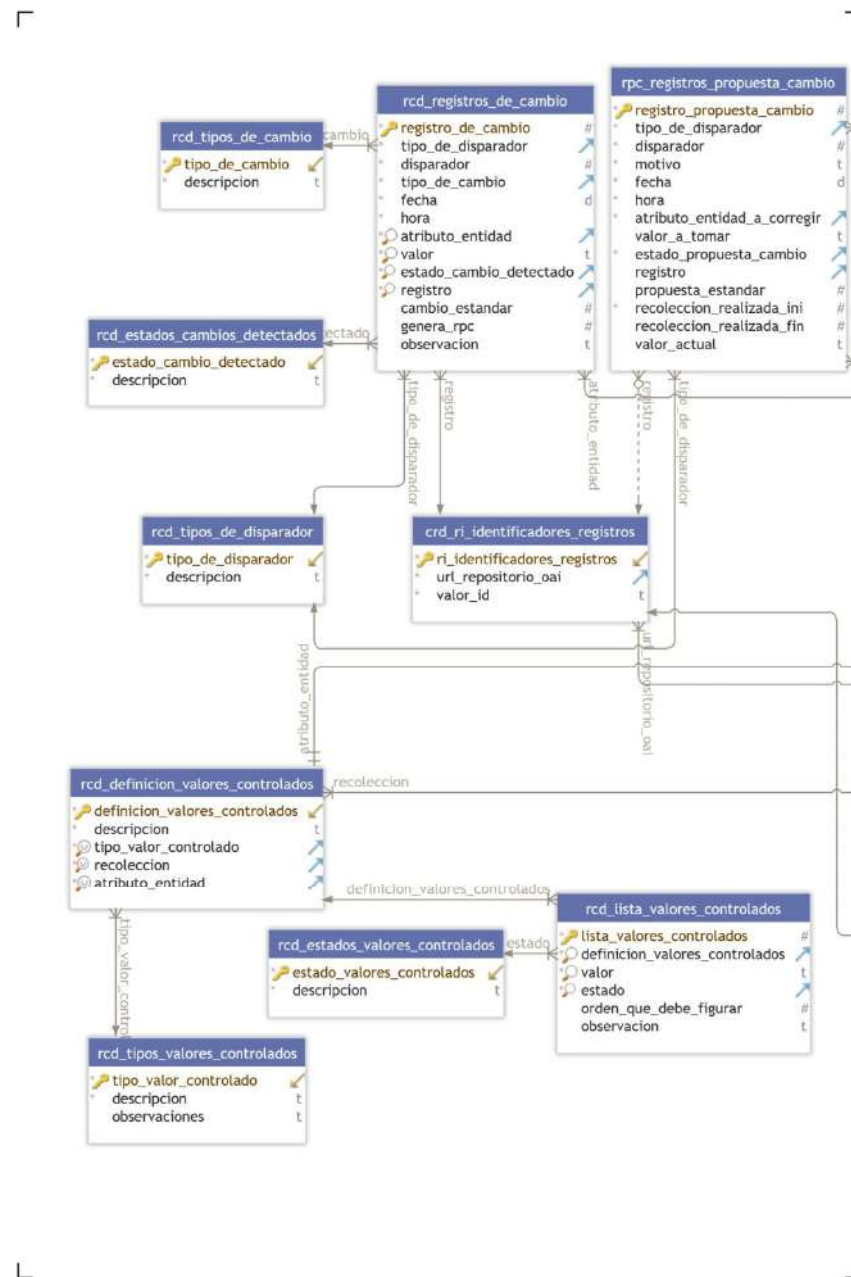 rcd_tipos_de_cambio
tipo_de_cambio
descripcion t
cambio
rcd_registros_de_cambio
registro_de_cambio #
tipo_de_disparador
disparador #
tipo_de_cambio
fecha d
hora
atributo_entidad
valor t
estado_cambio_detectado
registro
cambio_estandar #
genera_rpc #
observacion t
rpc_registros_propuesta_cambio
registro_propuesta_cambio #
tipo_de_disparador
disparador #
motivo t
fecha d
hora
atributo_entidad_a_corregir
valor_a_tomar t
estado_propuesta_cambio
registro
propuesta_estandar #
recoleccion_realizada_ini #
recoleccion_realizada_fin #
valor_actual t
rcd_estados_cambios_detectados
estado_cambio_detectado
descripcion t
ectado
tipo_de_disparador
registro
atributo_entidad
registro
tipo_de_disparador
rcd_tipos_de_disparador
tipo_de_disparador
descripcion t
crd_ri_identificadores_registros
ri_identificadores_registros
url_repositorio_oai
valor_id t
atributo_entidad
url_repositorio_oai
rcd_definicion_valores_controlados
definicion_valores_controlados
descripcion t
tipo_valor_controlado
recoleccion
atributo_entidad
recoleccion
definicion_valores_controlados
tipo_valor_control
rcd_estados_valores_controlados
estado_valores_controlados
descripcion t
estado
rcd_lista_valores_controlados
lista_valores_controlados #
definicion_valores_controlados
valor t
estado
orden_que_debe_figurar #
observacion t
rcd_tipos_valores_controlados
tipo_valor_controlado
descripcion t
observaciones t